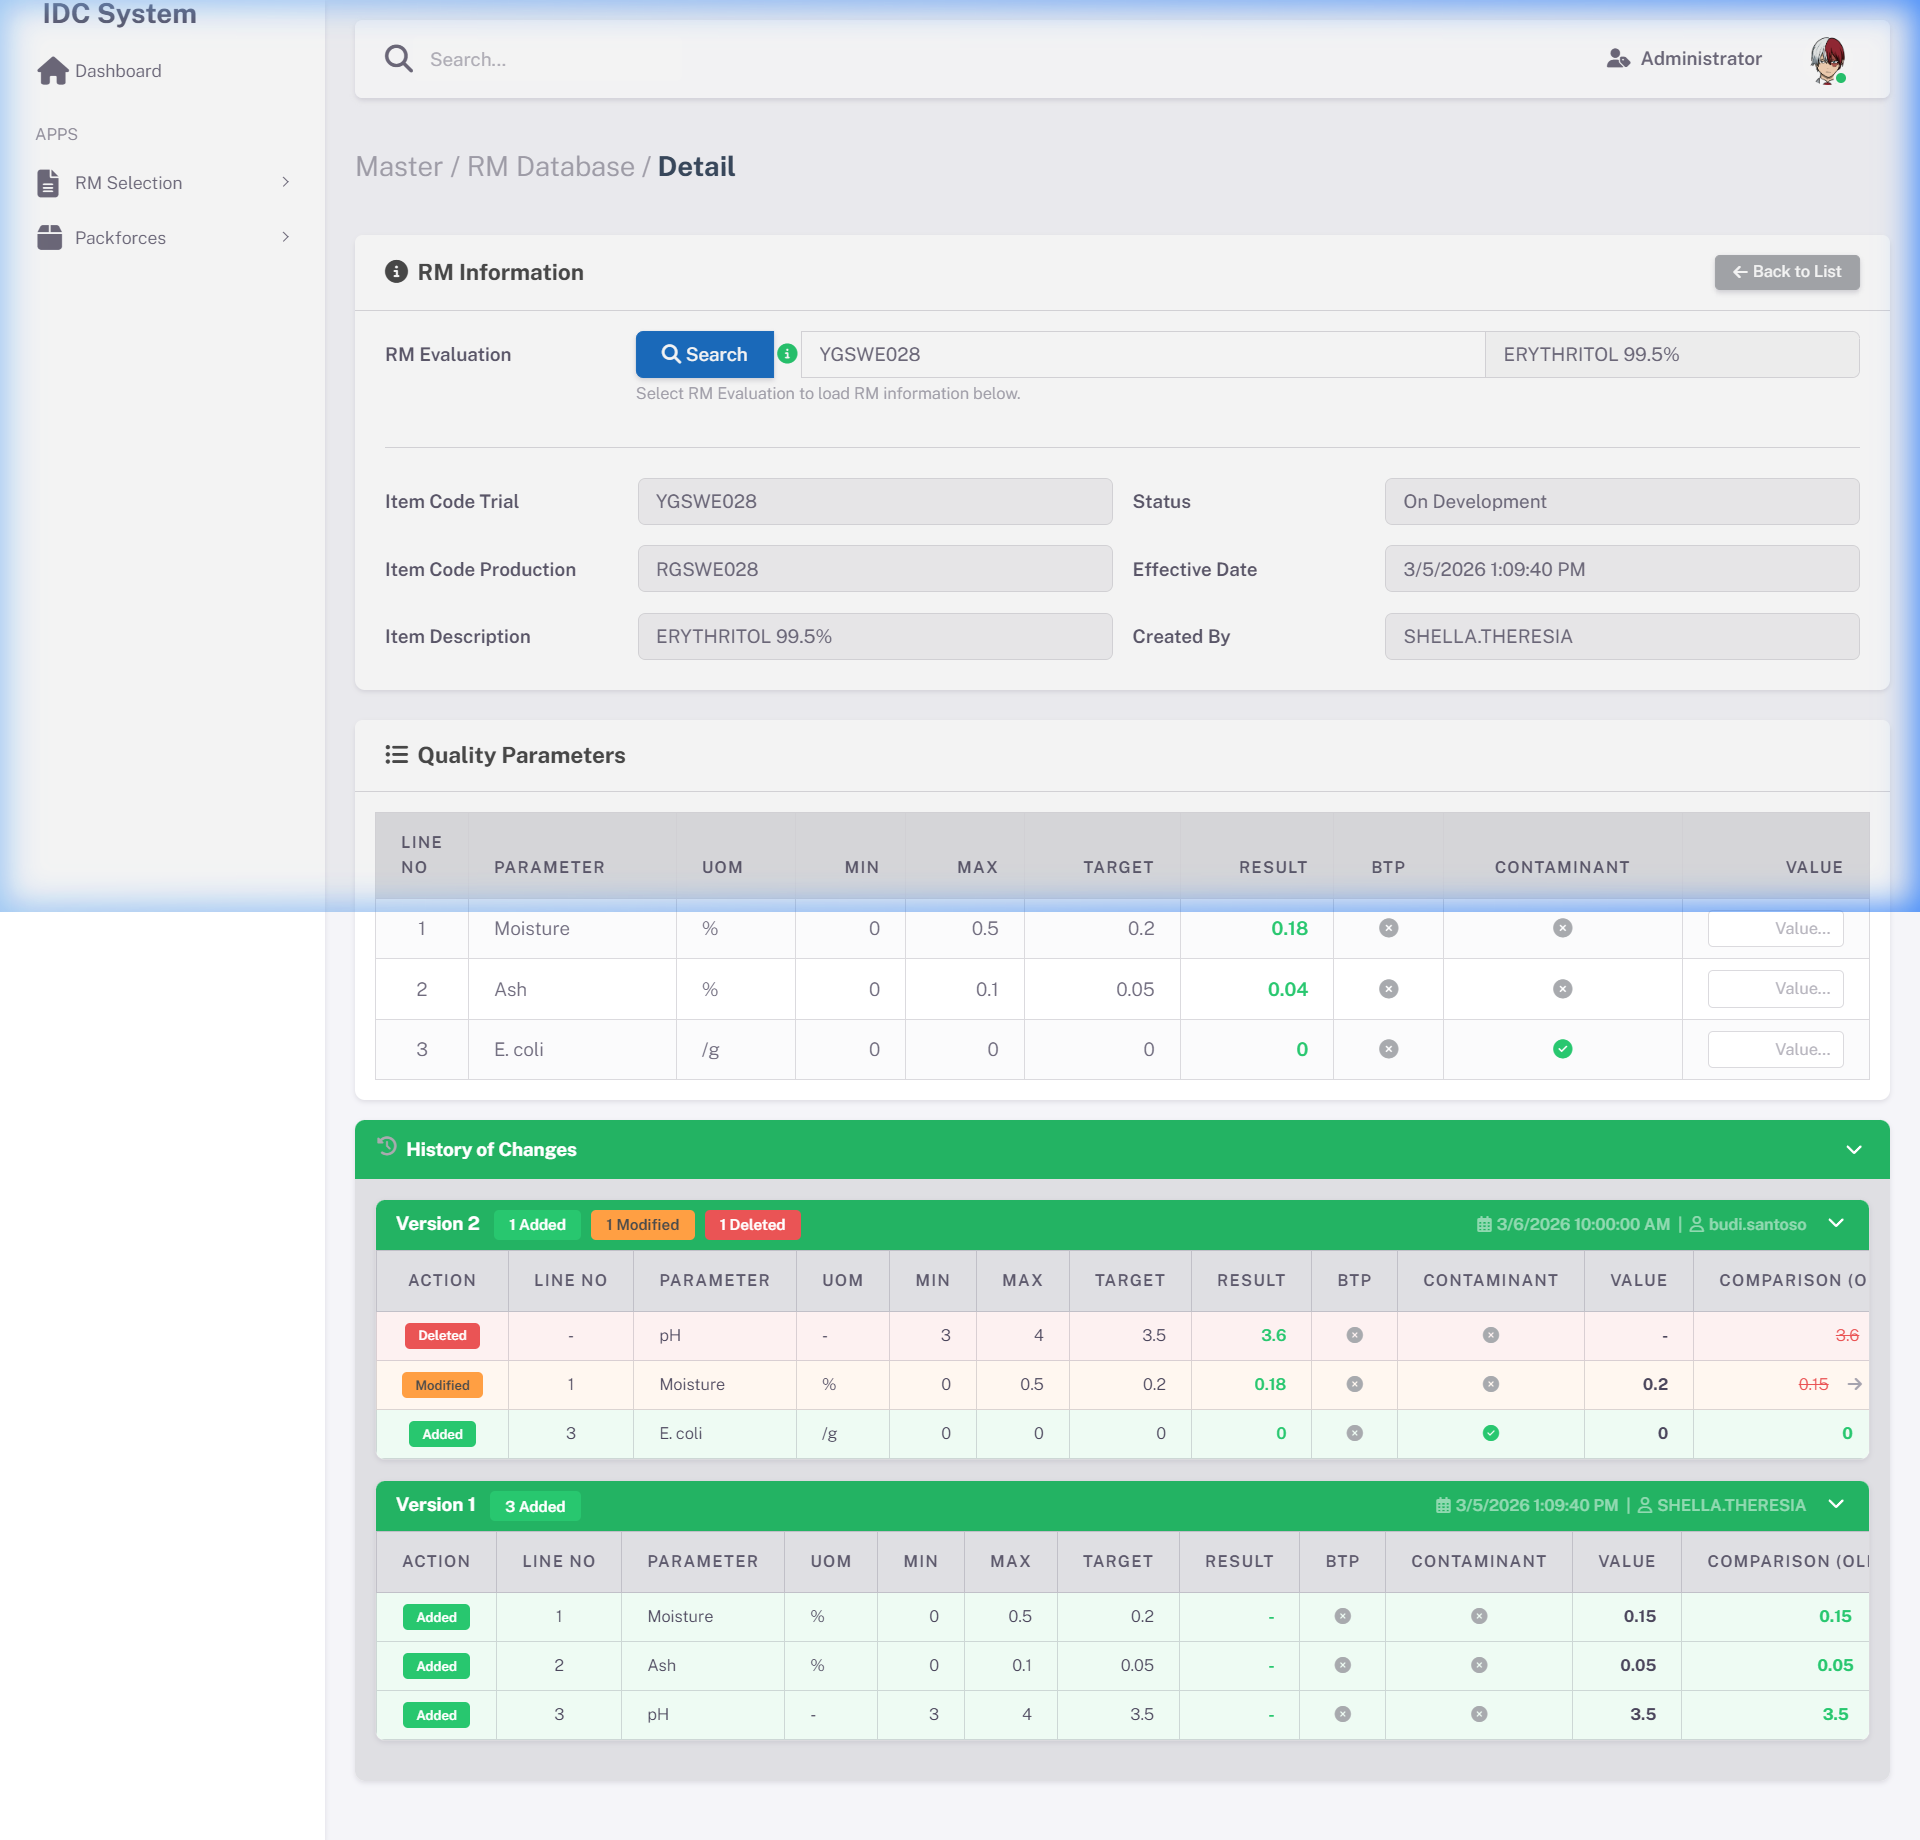 IDC System
Dashboard
APPS
RM Selection
Packforces
Search...
Administrator
Master / RM Database / Detail
RM Information
Back to List
RM Evaluation
Search
YGSWE028
ERYTHRITOL 99.5%
Select RM Evaluation to load RM information below.
Item Code Trial
YGSWE028
Status
On Development
Item Code Production
RGSWE028
Effective Date
3/5/2026 1:09:40 PM
Item Description
ERYTHRITOL 99.5%
Created By
SHELLA.THERESIA
Quality Parameters
LINE NO PARAMETER UOM MIN MAX TARGET RESULT BTP CONTAMINANT VALUE
1 Moisture % 0 0.5 0.2 0.18 Value...
2 Ash % 0 0.1 0.05 0.04 Value...
3 E. coli /g 0 0 0 0 Value...
History of Changes
Version 2 1 Added 1 Modified 1 Deleted 3/6/2026 10:00:00 AM | budi.santoso
ACTION LINE NO PARAMETER UOM MIN MAX TARGET RESULT BTP CONTAMINANT VALUE COMPARISON (O
Deleted - pH - 3 4 3.5 3.6 - 3.6
Modified 1 Moisture % 0 0.5 0.2 0.18 0.2 0.15 →
Added 3 E. coli /g 0 0 0 0 0 0
Version 1 3 Added 3/5/2026 1:09:40 PM | SHELLA.THERESIA
ACTION LINE NO PARAMETER UOM MIN MAX TARGET RESULT BTP CONTAMINANT VALUE COMPARISON (OL
Added 1 Moisture % 0 0.5 0.2 - 0.15 0.15
Added 2 Ash % 0 0.1 0.05 - 0.05 0.05
Added 3 pH - 3 4 3.5 - 3.5 3.5